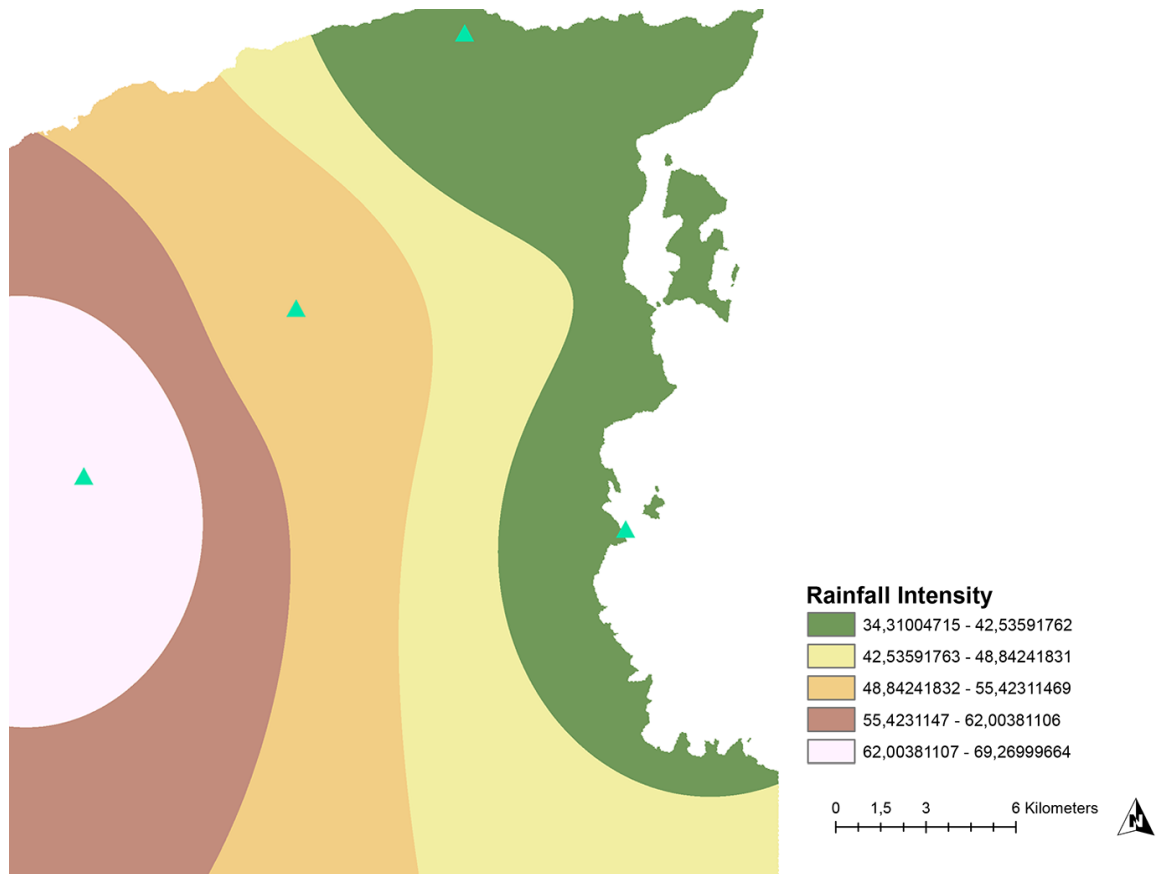 Rainfall Intensity
34,31004715 - 42,53591762
42,53591763 - 48,84241831
48,84241832 - 55,42311469
55,4231147 - 62,00381106
62,00381107 - 69,26999664
0 1,5 3 6 Kilometers
N